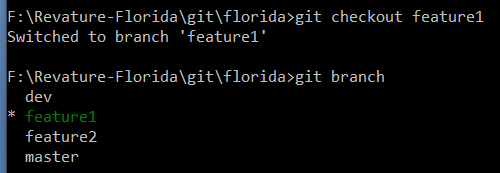 F:\Revature-Florida\git\florida>git checkout feature1
Switched to branch 'feature1'
F:\Revature-Florida\git\florida>git branch
  dev
* feature1
  feature2
  master